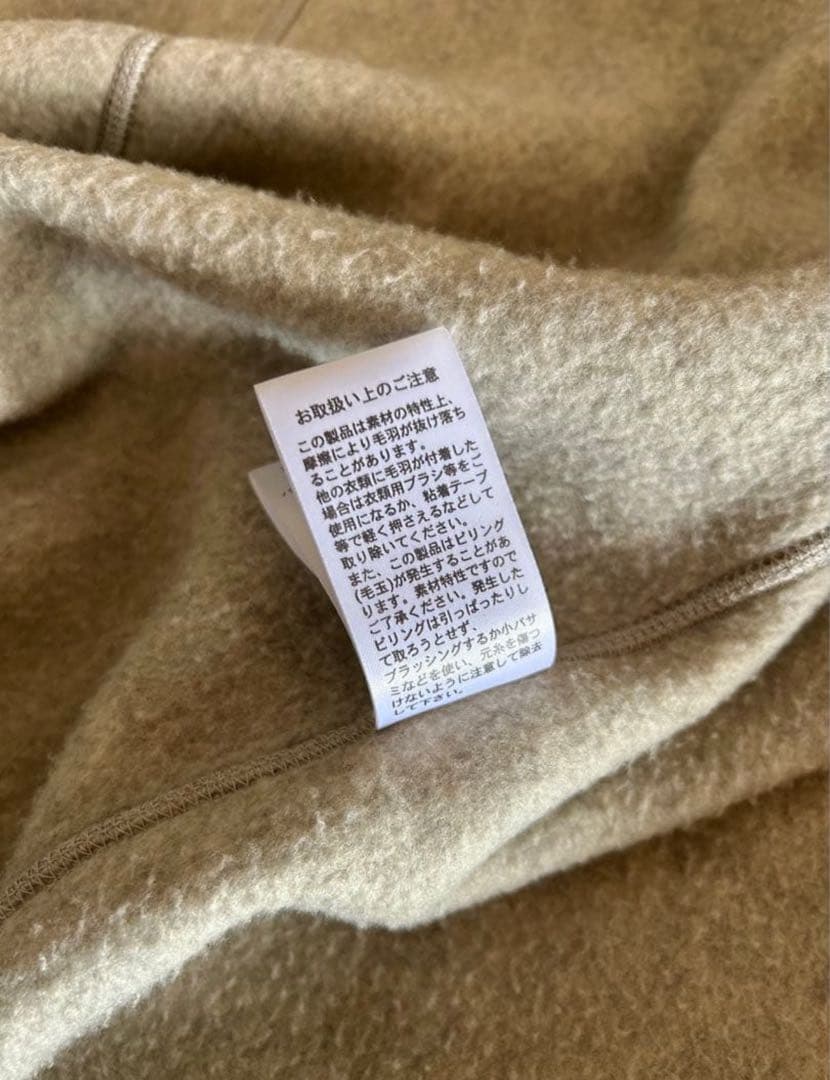 お取扱い上のご注意
この製品は素材の特性上、
摩擦により毛羽が抜け落ち
ることがあります。
他の衣類に毛羽が付着した
場合は衣類用ブラシ等をご
使用になるか、粘着テープ
等で軽く押さえるなどして
取り除いてください。
また、この製品はピリング
(毛玉)が発生することがあ
ります。素材特性ですので
ご了承ください。発生した
ピリングは引っぱったりし
て取ろうとせず、
ブラッシングするか小バサ
ミなどを使い、元糸を傷つ
けないように注意して除去
して下さい。